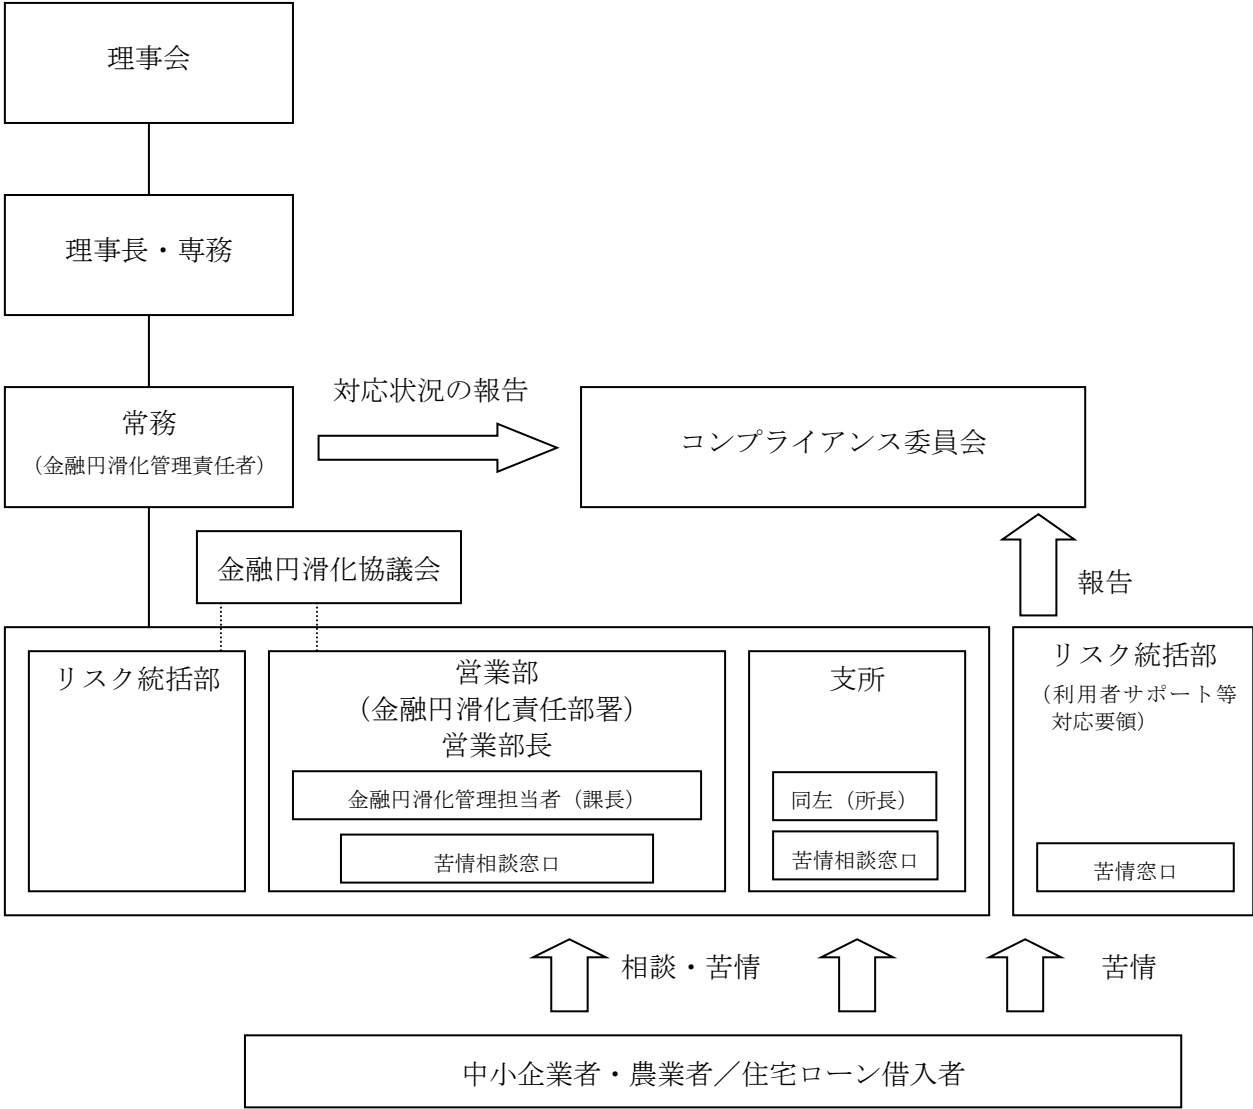 理事会
理事長・専務
常務
（金融円滑化管理責任者）
対応状況の報告
コンプライアンス委員会
金融円滑化協議会
報告
リスク統括部
営業部
（金融円滑化責任部署）
営業部長
金融円滑化管理担当者（課長）
苦情相談窓口
支所
同左（所長）
苦情相談窓口
リスク統括部
（利用者サポート等
対応要領）
苦情窓口
相談・苦情
苦情
中小企業者・農業者／住宅ローン借入者